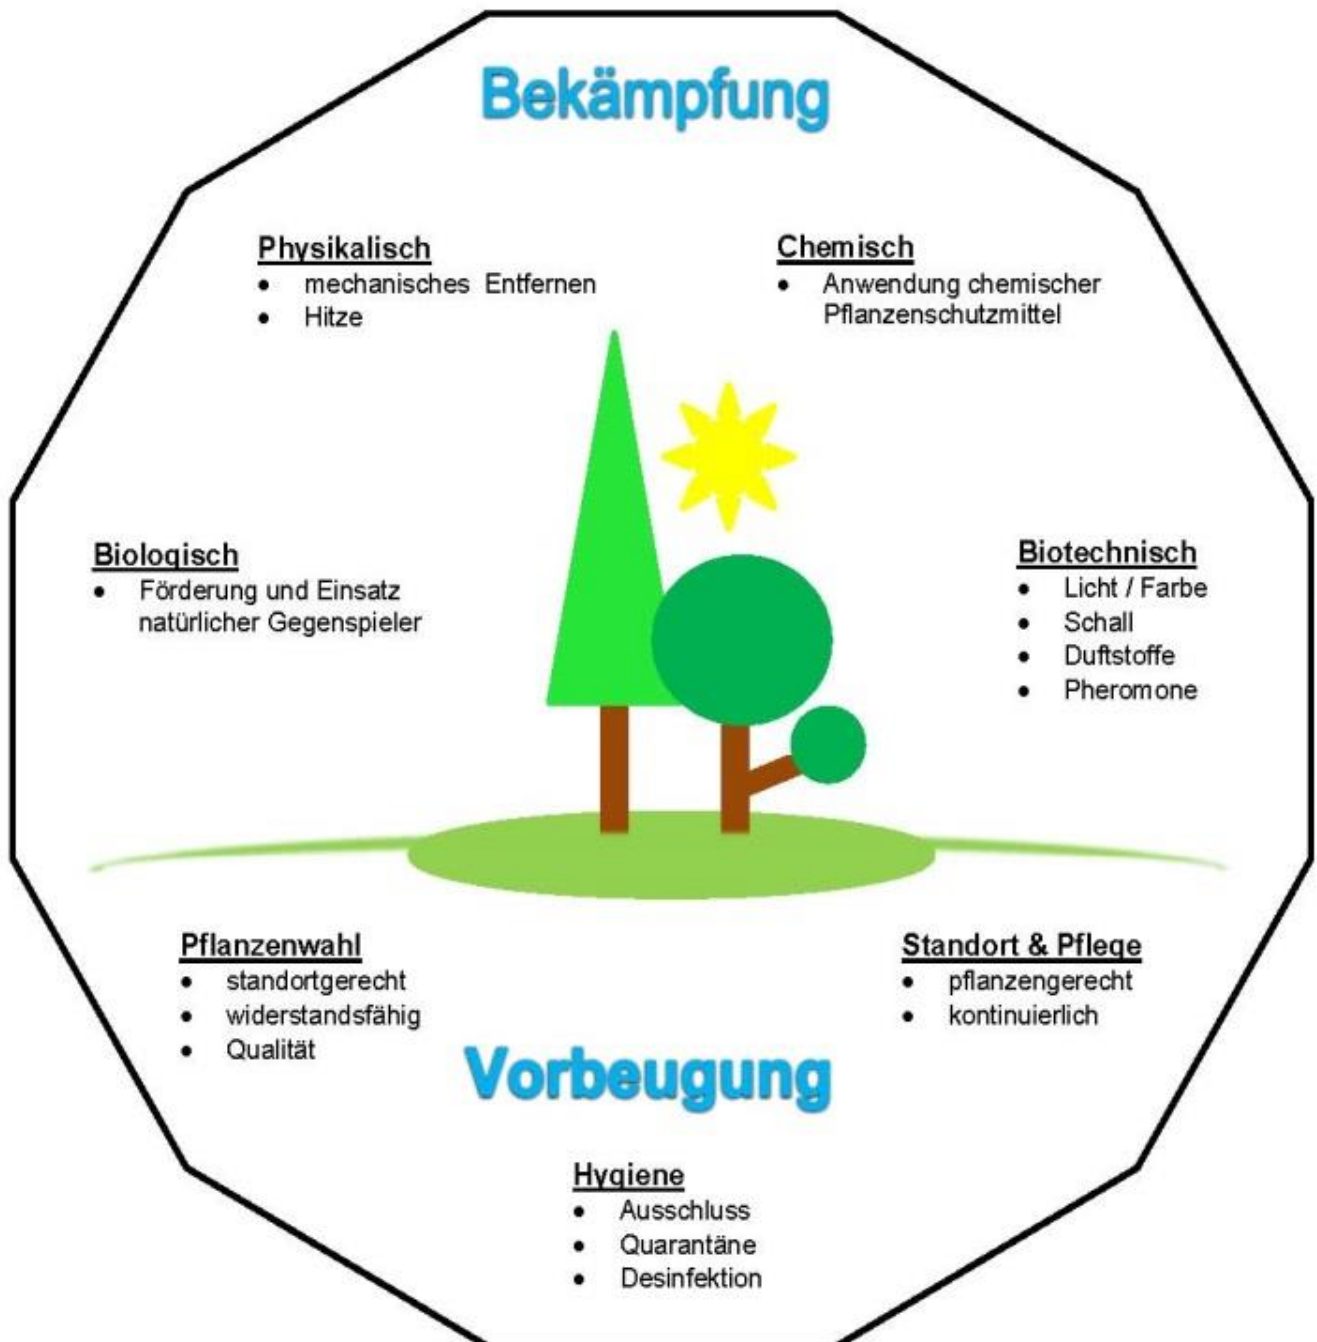 Bekämpfung
Physikalisch
• mechanisches Entfernen
• Hitze
Chemisch
• Anwendung chemischer
Pflanzenschutzmittel
Biologisch
• Förderung und Einsatz
natürlicher Gegenspieler
Biotechnisch
• Licht / Farbe
• Schall
• Duftstoffe
• Pheromone
Pflanzenwahl
• standortgerecht
• widerstandsfähig
• Qualität
Standort & Pflege
• pflanzengerecht
• kontinuierlich
Vorbeugung
Hygiene
• Ausschluss
• Quarantäne
• Desinfektion